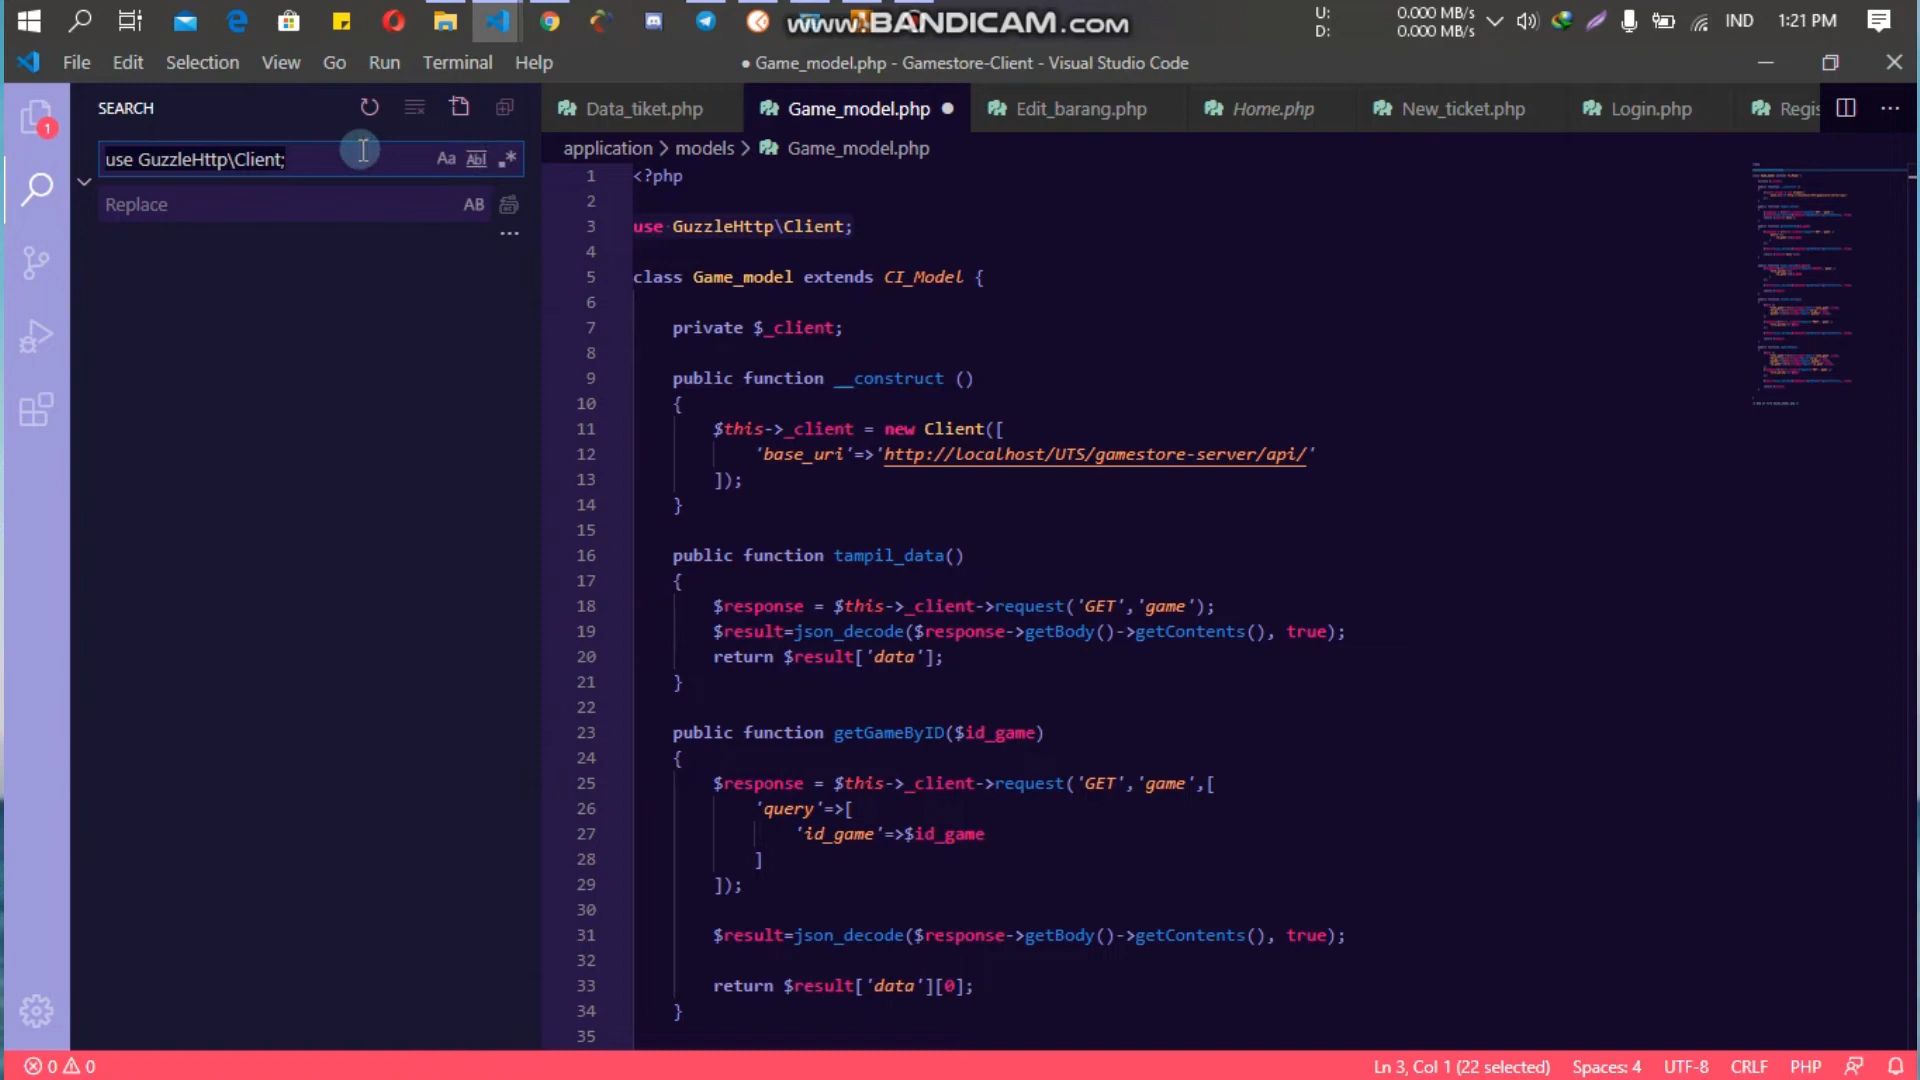 www.BANDICAM.com
U: 0.000 MB/s
D: 0.000 MB/s
IND
1:21 PM
File Edit Selection View Go Run Terminal Help
● Game_model.php - Gamestore-Client - Visual Studio Code
SEARCH
1
use GuzzleHttp\Client;
Aa Abl .*
Replace
AB
...
Data_tiket.php
Game_model.php
Edit_barang.php
Home.php
New_ticket.php
Login.php
Regis
application > models > Game_model.php
1 <?php
2
3 use GuzzleHttp\Client;
4
5 class Game_model extends CI_Model {
6
7 private $_client;
8
9 public function __construct ()
10 {
11 $this->_client = new Client([
12 'base_uri'=>'http://localhost/UTS/gamestore-server/api/'
13 ]);
14 }
15
16 public function tampil_data()
17 {
18 $response = $this->_client->request('GET','game');
19 $result=json_decode($response->getBody()->getContents(), true);
20 return $result['data'];
21 }
22
23 public function getGameByID($id_game)
24 {
25 $response = $this->_client->request('GET','game',[
26 'query'=>[
27 'id_game'=>$id_game
28 ]
29 ]);
30
31 $result=json_decode($response->getBody()->getContents(), true);
32
33 return $result['data'][0];
34 }
35
0 0
Ln 3, Col 1 (22 selected) Spaces: 4 UTF-8 CRLF PHP